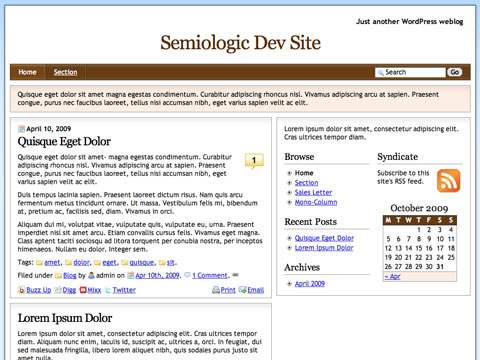 Just another WordPress weblog
Semiologic Dev Site
Home Section Search Go
Quisque eget dolor sit amet magna egestas condimentum. Curabitur adipiscing rhoncus nisl. Vivamus adipiscing arcu at sapien. Praesent
congue, purus nec faucibus laoreet, tellus nisi accumsan nibh, eget varius sapien velit ac elit.
April 10, 2009
Quisque Eget Dolor
1
Quisque eget dolor sit amet- magna egestas condimentum. Curabitur
adipiscing rhoncus nisl. Vivamus adipiscing arcu at sapien. Praesent
congue, purus nec faucibus laoreet, tellus nisi accumsan nibh, eget
varius sapien velit ac elit.
Duis tempus lacinia sapien. Praesent laoreet dictum risus. Nam quis arcu
fermentum metus tincidunt ornare. Ut massa. Vestibulum felis mi, bibendum
at, pretium ac, facilisis sed, diam. Vivamus in orci.
Aliquam dui mi, volutpat vitae, vulputate quis, vulputate eu, urna. Praesent
imperdiet nisl sit amet erat. Etiam convallis cursus felis. Vivamus eget magna.
Class aptent taciti sociosqu ad litora torquent per conubia nostra, per inceptos
himenaeos. Nullam eu dolor. Integer sem.
Tags: amet, dolor, eget, quisque, sit.
Filed under Blog by admin on Apr 10th, 2009. 1 Comment.
Buzz Up Digg Mixx Twitter Print Email
Lorem Ipsum Dolor
Lorem ipsum dolor sit amet, consectetur adipiscing elit. Cras ultrices tempor
diam. Aliquam nunc enim, iaculis id, suscipit ac, ultrices a, orci. In feugiat, dui
sed malesuada fringilla, libero lorem aliquet nibh, quis sodales purus justo sit
amet nulla.
Lorem ipsum dolor sit amet, consectetur adipiscing elit.
Cras ultrices tempor diam.
Browse
Home
Section
Sales Letter
Mono-Column
Recent Posts
Quisque Eget Dolor
Lorem Ipsum Dolor
Archives
April 2009
Syndicate
Subscribe to this
site's RSS feed.
October 2009
M T W T F S S
1 2 3 4
5 6 7 8 9 10 11
12 13 14 15 16 17 18
19 20 21 22 23 24 25
26 27 28 29 30 31
« Apr